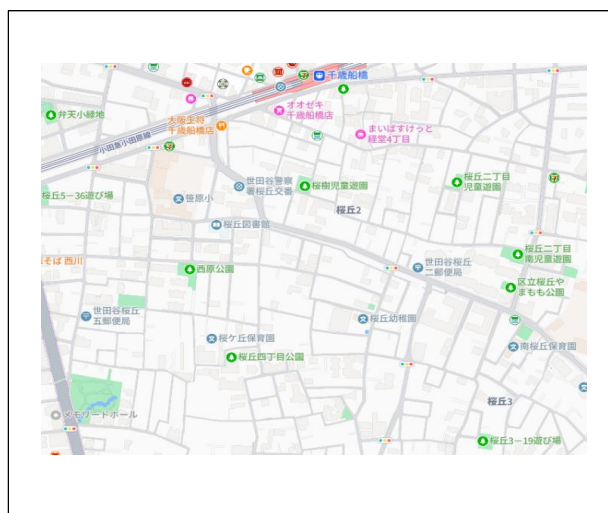 千歳船橋
弁天小緑地
大阪王将
千歳船橋店
オオゼキ
千歳船橋店
まいばすけっと
経堂4丁目
小田急小田原線
桜丘5－36遊び場
笹原小
世田谷警察
署桜丘交番
桜樹児童遊園
桜丘二丁目
児童遊園
桜丘2
桜丘図書館
そば 西川
西原公園
世田谷桜丘
二郵便局
桜丘二丁目
南児童遊園
区立桜丘や
まもも公園
世田谷桜丘
五郵便局
桜ケ丘保育園
桜丘幼稚園
南桜丘保育園
桜丘四丁目公園
桜丘3
メモワードホール
桜丘3－19遊び場